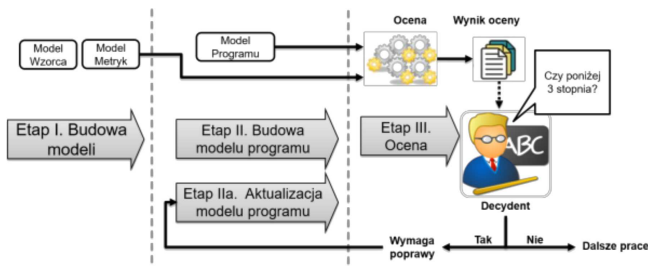 Ocena
Wynik oceny
Model
Wzorca
Model
Metryk
Model
Programu
Czy poniżej
3 stopnia?
Etap I. Budowa
modeli
Etap II. Budowa
modelu programu
Etap III.
Ocena
ABC
Etap IIa. Aktualizacja
modelu programu
Decydent
Wymaga
poprawy
Tak
Nie
Dalsze prace